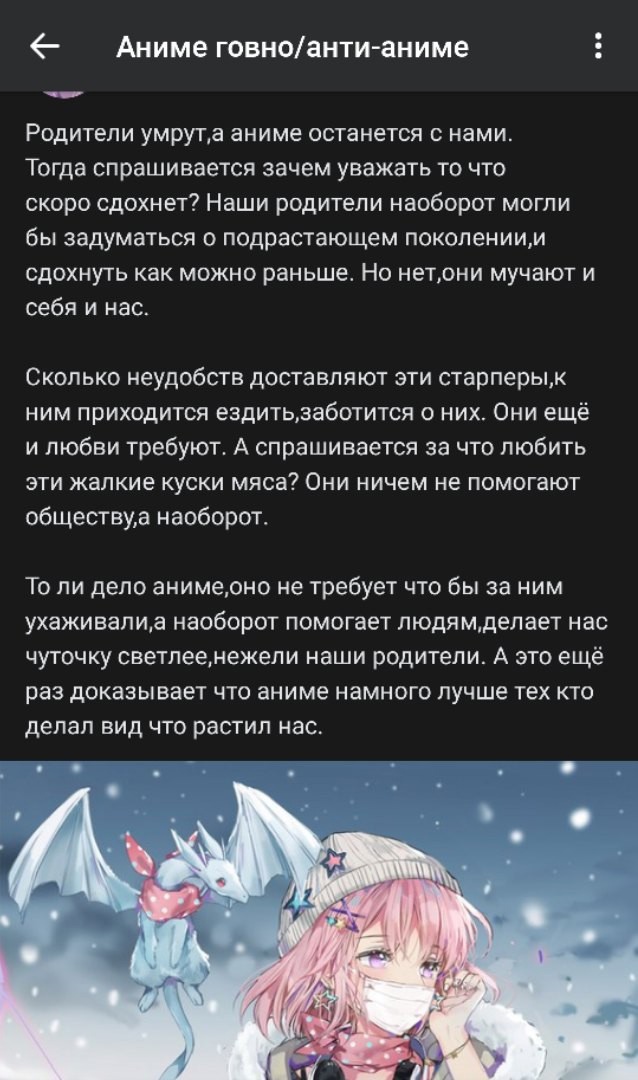 Аниме говно/анти-аниме
Родители умрут,а аниме останется с нами.
Тогда спрашивается зачем уважать то что
скоро сдохнет? Наши родители наоборот могли
бы задуматься о подрастающем поколении,и
сдохнуть как можно раньше. Но нет,они мучают и
себя и нас.
Сколько неудобств доставляют эти старперы,к
ним приходится ездить,заботится о них. Они ещё
и любви требуют. А спрашивается за что любить
эти жалкие куски мяса? Они ничем не помогают
обществу,а наоборот.
То ли дело аниме,оно не требует что бы за ним
ухаживали,а наоборот помогает людям,делает нас
чуточку светлее,нежели наши родители. А это ещё
раз доказывает что аниме намного лучше тех кто
делал вид что растил нас.